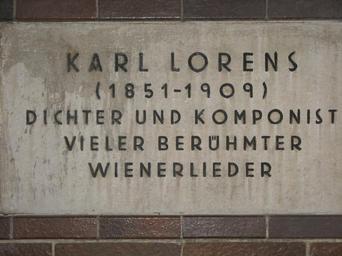 KARL LORENS
(1851-1909)
DICHTER UND KOMPONIST
VIELER BERÜHMTER
WIENERLIEDER